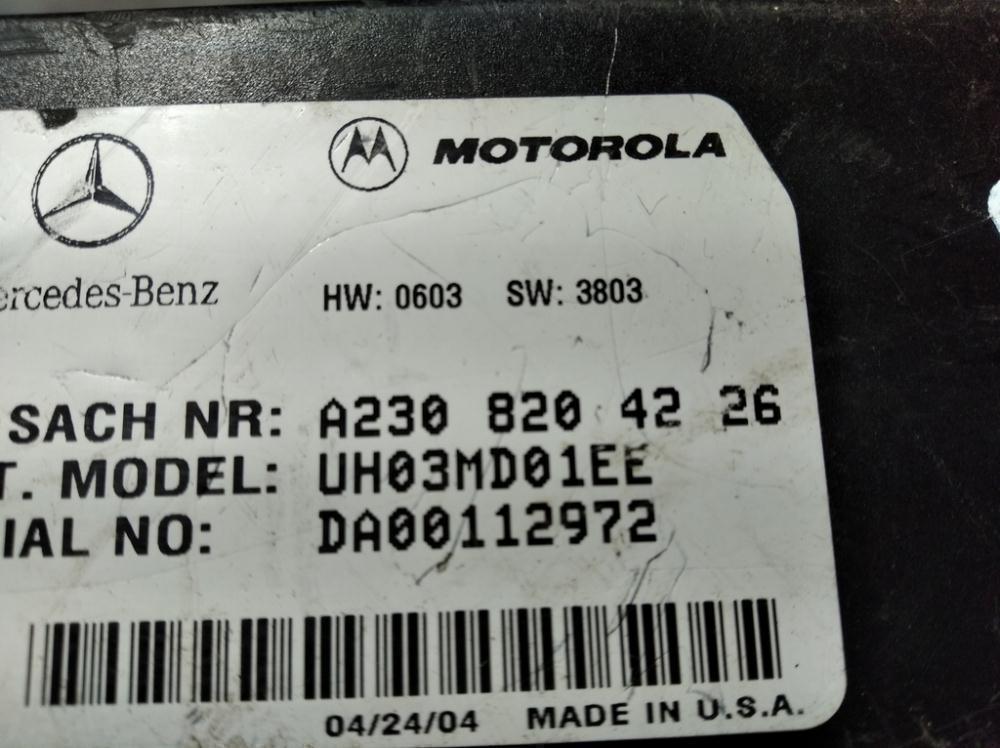 MOTOROLA
ercedes-Benz
HW: 0603 SW: 3803
SACH NR: A230 820 42 26
T. MODEL: UH03MD01EE
IAL NO: DA00112972
04/24/04 MADE IN U.S.A.